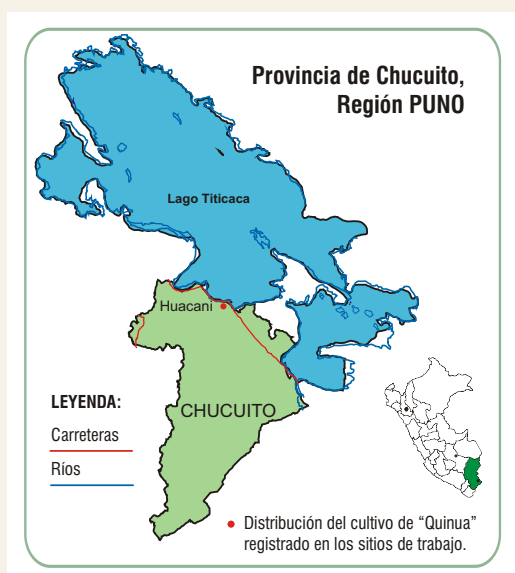 Provincia de Chucuito,
Región PUNO
Lago Titicaca
Huacani
CHUCUITO
LEYENDA:
Carreteras
Ríos
Distribución del cultivo de “Quinua”
registrado en los sitios de trabajo.